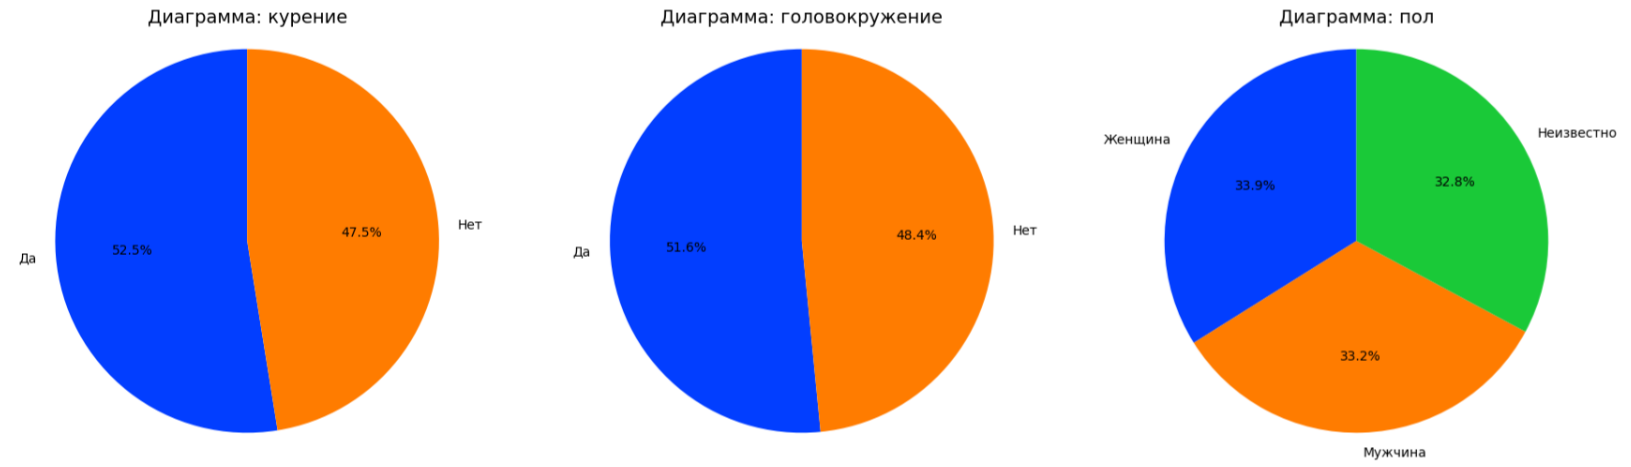 Диаграмма: курение
Да
52.5%
47.5%
Нет
Диаграмма: головокружение
Да
51.6%
48.4%
Нет
Диаграмма: пол
Женщина
33.9%
32.8%
Неизвестно
33.2%
Мужчина